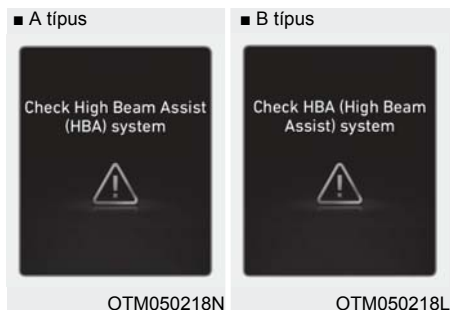 ■ A típus
■ B típus
Check High Beam Assist
(HBA) system
Check HBA (High Beam
Assist) system
OTM050218N
OTM050218L